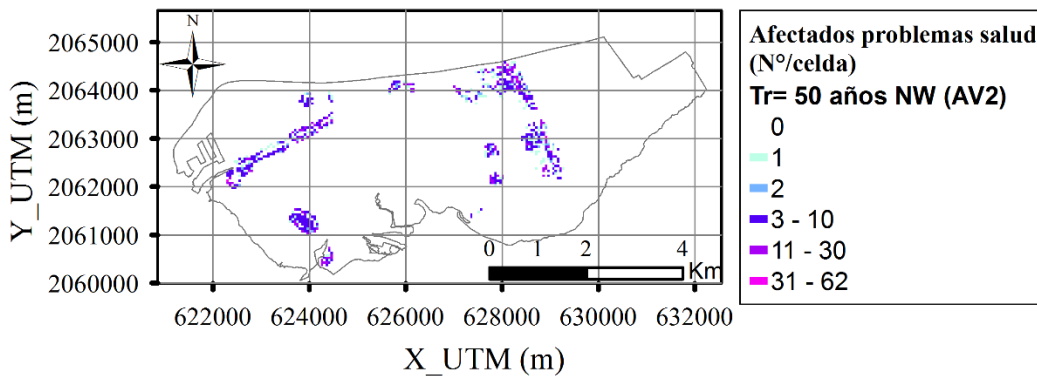 N
2065000
2064000
2063000
2062000
2061000
2060000
Y_UTM (m)
0 1 2 4
Km
622000 624000 626000 628000 630000 632000
X_UTM (m)
Afectados problemas salud
(N°/celda)
Tr= 50 años NW (AV2)
0
1
2
3 - 10
11 - 30
31 - 62